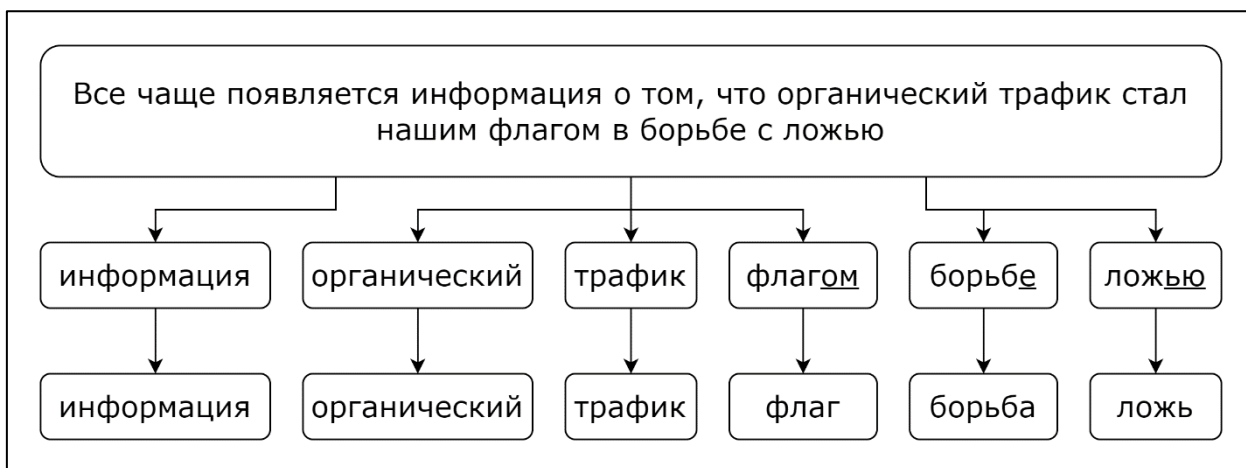 Все чаще появляется информация о том, что органический трафик стал
нашим флагом в борьбе с ложью
информация органический трафик флагом борьбе ложью
информация органический трафик флаг борьба ложь